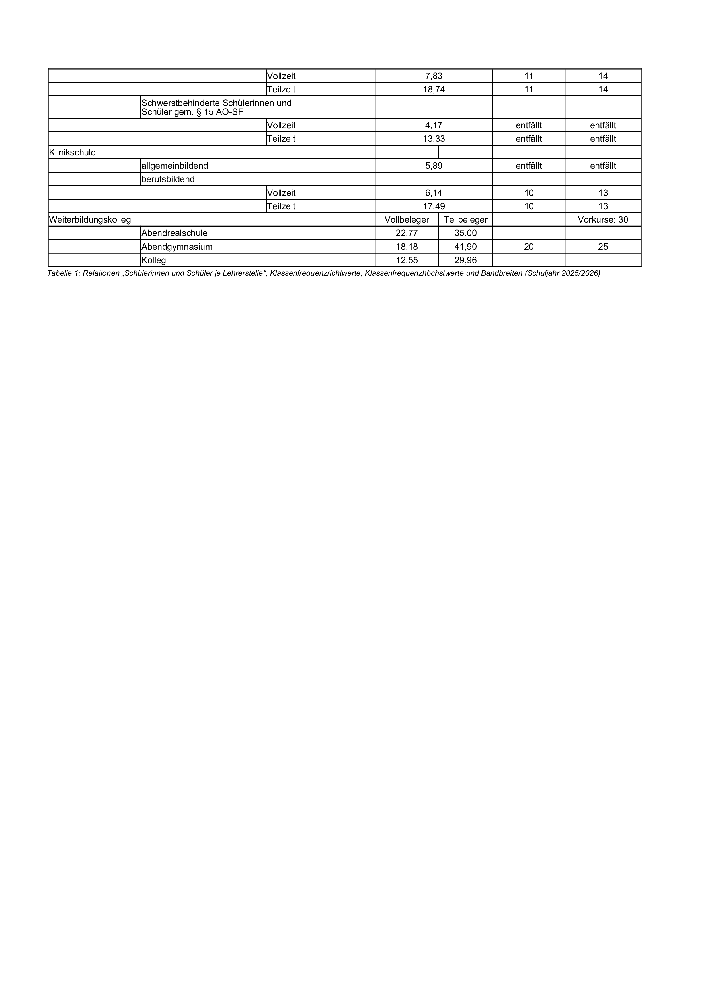 Vollzeit 7,83 11 14
Teilzeit 18,74 11 14
Schwerstbehinderte Schülerinnen und
Schüler gem. § 15 AO-SF
Vollzeit 4,17 entfällt entfällt
Teilzeit 13,33 entfällt entfällt
Klinikschule
allgemeinbildend 5,89 entfällt entfällt
berufsbildend
Vollzeit 6,14 10 13
Teilzeit 17,49 10 13
Weiterbildungskolleg Vollbeleger Teilbeleger Vorkurse: 30
Abendrealschule 22,77 35,00
Abendgymnasium 18,18 41,90 20 25
Kolleg 12,55 29,96
Tabelle 1: Relationen „Schülerinnen und Schüler je Lehrerstelle“, Klassenfrequenzrichtwerte, Klassenfrequenzhöchstwerte und Bandbreiten (Schuljahr 2025/2026)